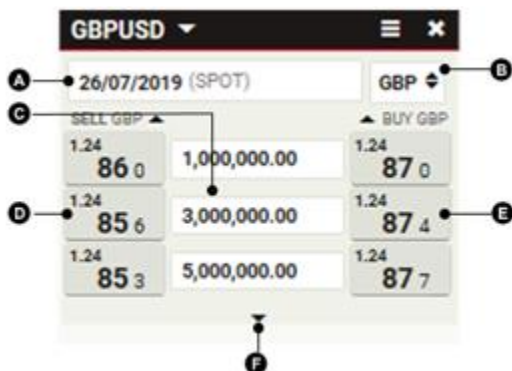 GBPUSD
A 26/07/2019 (SPOT) GBP B
C SELL GBP BUY GBP
1.24 86 0 1,000,000.00 1.24 87 0
D 1.24 85 6 3,000,000.00 1.24 87 4 E
1.24 85 3 5,000,000.00 1.24 87 7
F